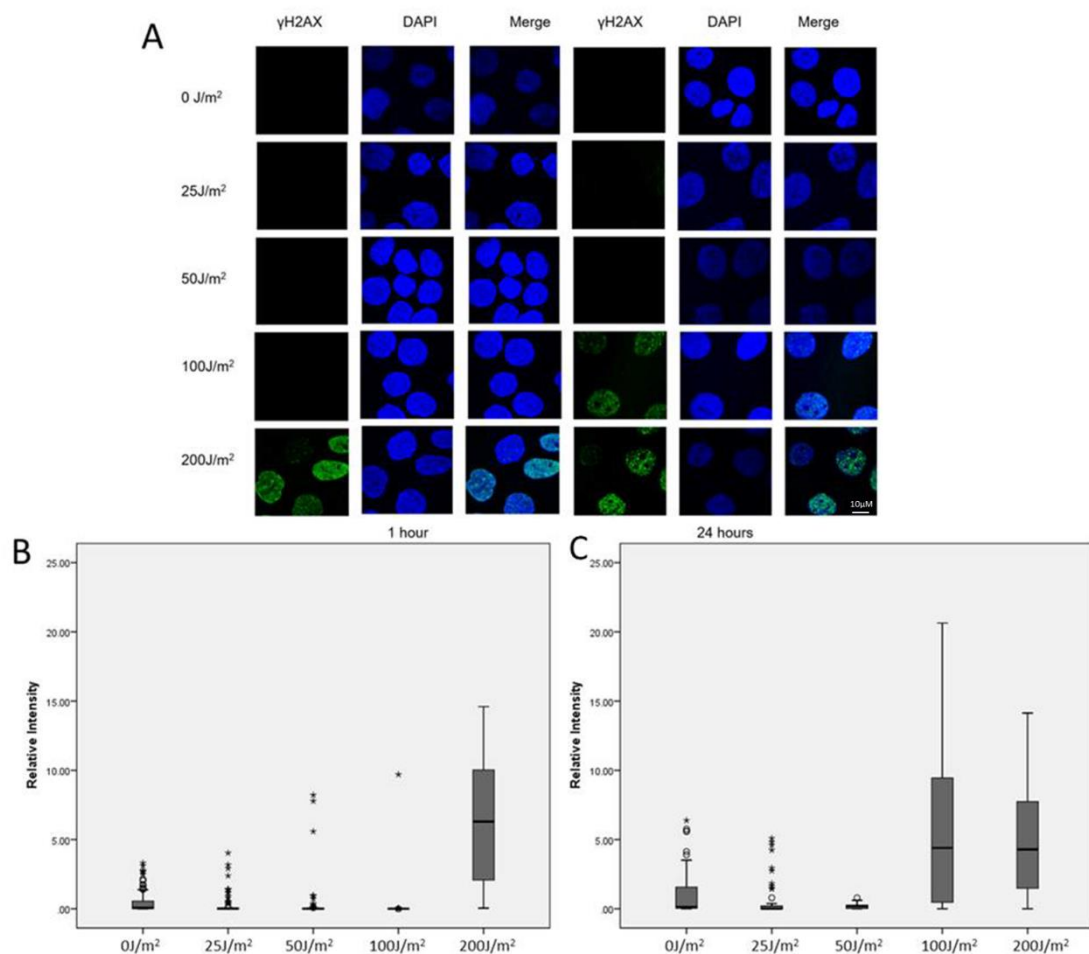 A
γH2AX DAPI Merge γH2AX DAPI Merge
0 J/m²
25J/m²
50J/m²
100J/m²
200J/m²
10μM
1 hour 24 hours
B
Relative Intensity
25.00
20.00
15.00
10.00
5.00
.00
0J/m² 25J/m² 50J/m² 100J/m² 200J/m²
C
Relative Intensity
25.00
20.00
15.00
10.00
5.00
.00
0J/m² 25J/m² 50J/m² 100J/m² 200J/m²